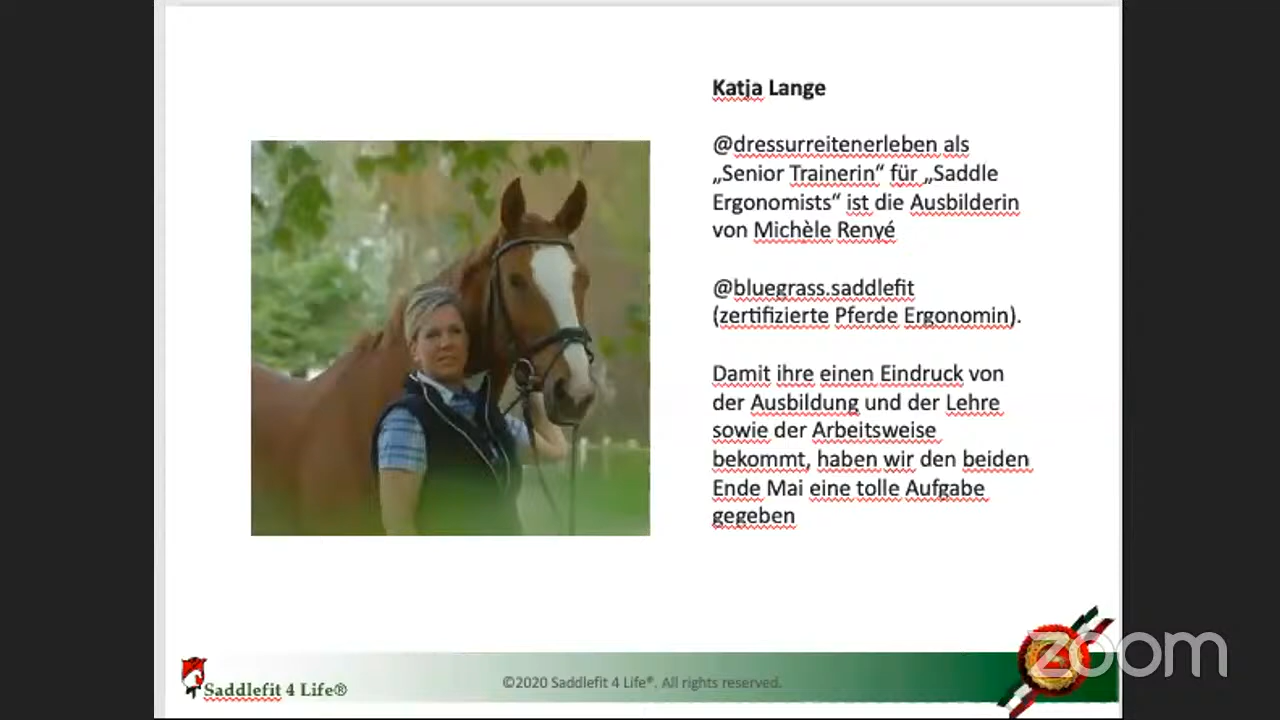 Katja Lange
@dressurreitenerleben als
„Senior Trainerin“ für „Saddle
Ergonomists“ ist die Ausbilderin
von Michèle Renyé
@bluegrass.saddlefit
(zertifizierte Pferde Ergonomin).
Damit ihre einen Eindruck von
der Ausbildung und der Lehre
sowie der Arbeitsweise
bekommt, haben wir den beiden
Ende Mai eine tolle Aufgabe
gegeben
Saddlefit 4 Life®
©2020 Saddlefit 4 Life®. All rights reserved.
zoom